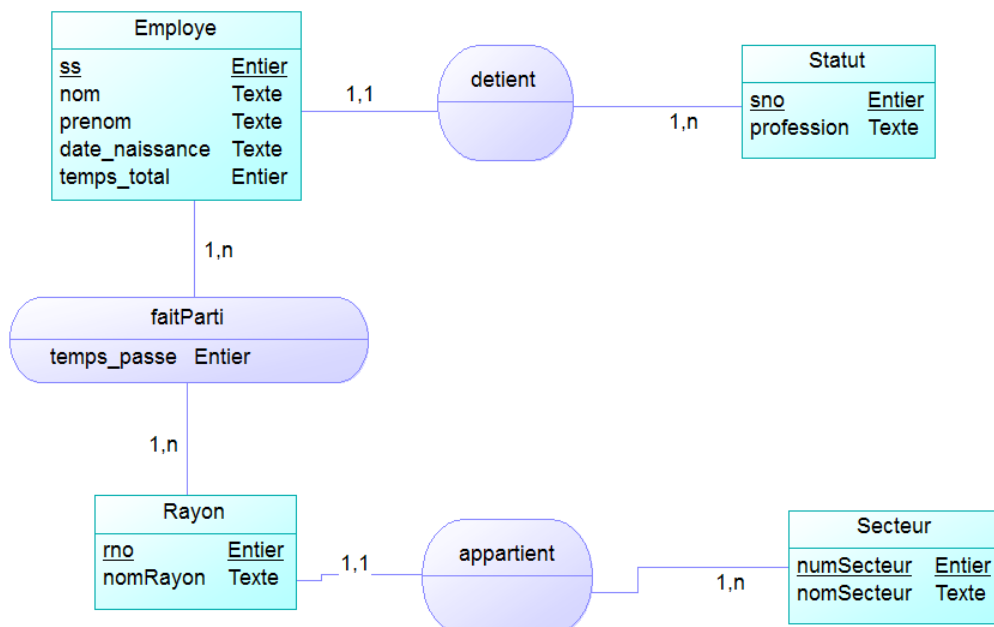 Employe
ss Entier
nom Texte
prenom Texte
date_naissance Texte
temps_total Entier
1,1
detient
1,n
Statut
sno Entier
profession Texte
1,n
faitParti
temps_passe Entier
1,n
Rayon
rno Entier
nomRayon Texte
1,1
appartient
1,n
Secteur
numSecteur Entier
nomSecteur Texte